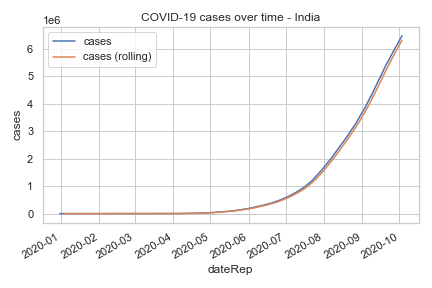 COVID-19 cases over time - India
1e6
cases
cases (rolling)
6
5
4
3
2
1
0
cases
2020-01
2020-02
2020-03
2020-04
2020-05
2020-06
2020-07
2020-08
2020-09
2020-10
dateRep